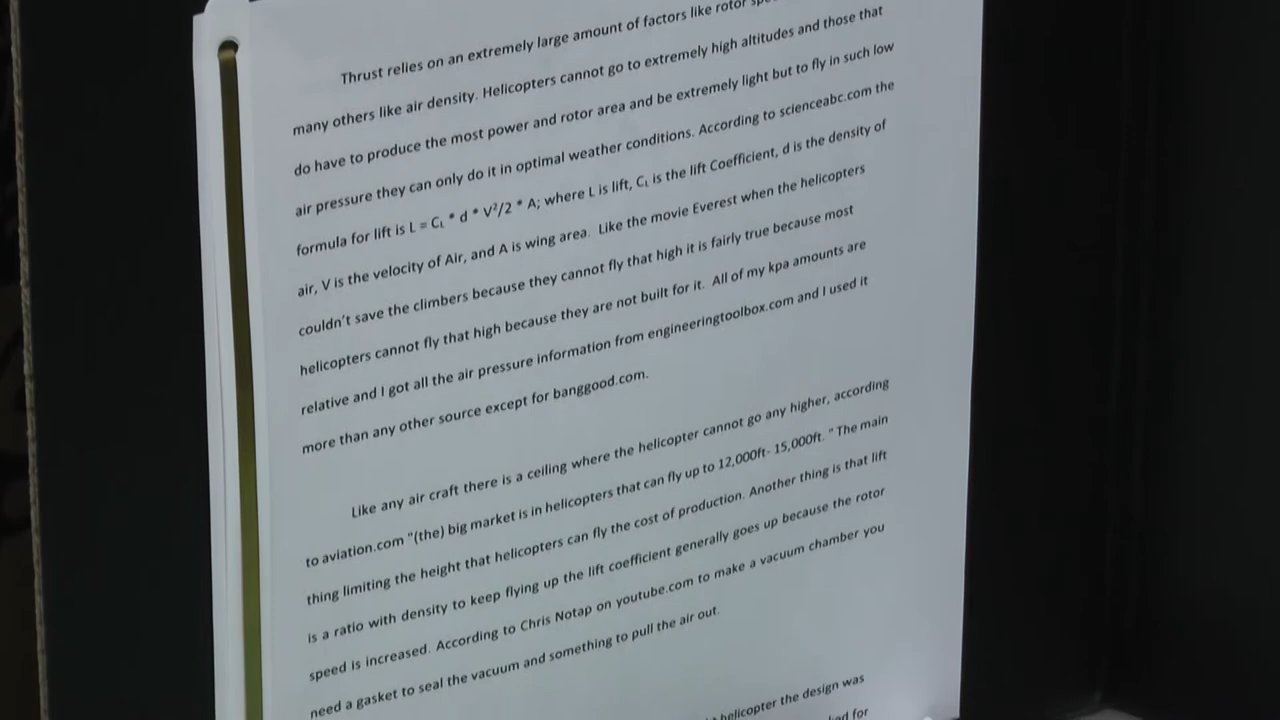 Thrust relies on an extremely large amount of factors like rotor
many others like air density. Helicopters cannot go to extremely high altitudes and those that
do have to produce the most power and rotor area and be extremely light but to fly in such low
air pressure they can only do it in optimal weather conditions. According to scienceabc.com the
formula for lift is L = C_L * d * V²/2 * A; where L is lift, C_L is the lift Coefficient, d is the density of
air, V is the velocity of Air, and A is wing area. Like the movie Everest when the helicopters
couldn't save the climbers because they cannot fly that high it is fairly true because most
helicopters cannot fly that high because they are not built for it. All of my kpa amounts are
relative and I got all the air pressure information from engineeringtoolbox.com and I used it
more than any other source except for banggood.com.
Like any air craft there is a ceiling where the helicopter cannot go any higher, according
to aviation.com "(the) big market is in helicopters that can fly up to 12,000ft- 15,000ft. " The main
thing limiting the height that helicopters can fly the cost of production. Another thing is that lift
is a ratio with density to keep flying up the lift coefficient generally goes up because the rotor
speed is increased. According to Chris Notap on youtube.com to make a vacuum chamber you
need a gasket to seal the vacuum and something to pull the air out.
helicopter the design was
for